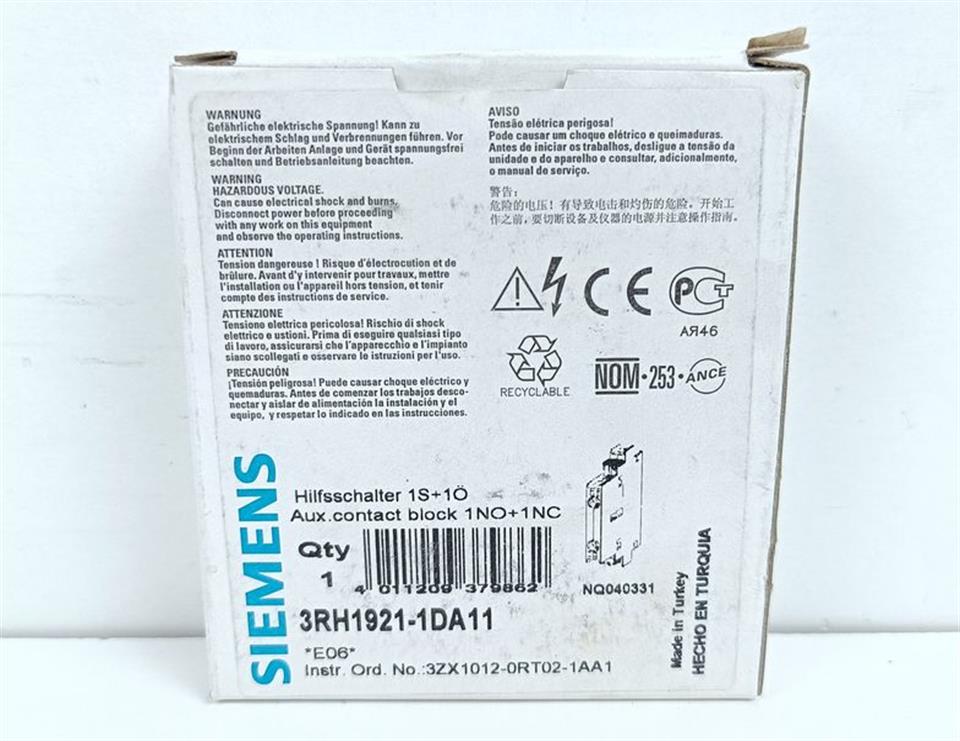 WARNUNG
Gefährliche elektrische Spannung! Kann zu
elektrischem Schlag und Verbrennungen führen. Vor
Beginn der Arbeiten Anlage und Gerät spannungsfrei
schalten und Betriebsanleitung beachten.
WARNING
HAZARDOUS VOLTAGE.
Can cause electrical shock and burns.
Disconnect power before proceeding
with any work on this equipment
and observe the operating instructions.
ATTENTION
Tension dangereuse ! Risque d'électrocution et de
brûlure. Avant d'y intervenir pour travaux, mettre
l'installation ou l'appareil hors tension, et tenir
compte des instructions de service.
ATTENZIONE
Tensione elettrica pericolosa! Rischio di shock
elettrico e ustioni. Prima di eseguire qualsiasi tipo
di lavoro, assicurarsi che l'apparecchio e l'impianto
siano scollegati e osservare le istruzioni per l'uso.
PRECAUCIÓN
¡Tensión peligrosa! Puede causar choque eléctrico y
quemaduras. Antes de comenzar los trabajos desco-
nectar y aislar de alimentación la instalación y el
equipo, y respetar lo indicado en las instrucciones.
AVISO
Tensão elétrica perigosa!
Pode causar um choque elétrico e queimaduras.
Antes de iniciar os trabalhos, desligue a tensão da
unidade e do aparelho e consultar, adicionalmente,
o manual de serviço.
警告:
危险的电压! 有导致电击和灼伤的危险。开始工
作之前, 要切断设备及仪器的电源并注意操作指南。
CE
РСТ
АЯ46
RECYCLABLE
NOM·253·ANCE
SIEMENS
Hilfsschalter 1S+1Ö
Aux.contact block 1NO+1NC
Qty
1
4 011209 379862
NQ040331
3RH1921-1DA11
*E06*
Instr. Ord. No.:3ZX1012-0RT02-1AA1
Made in Turkey
HECHO EN TURQUIA